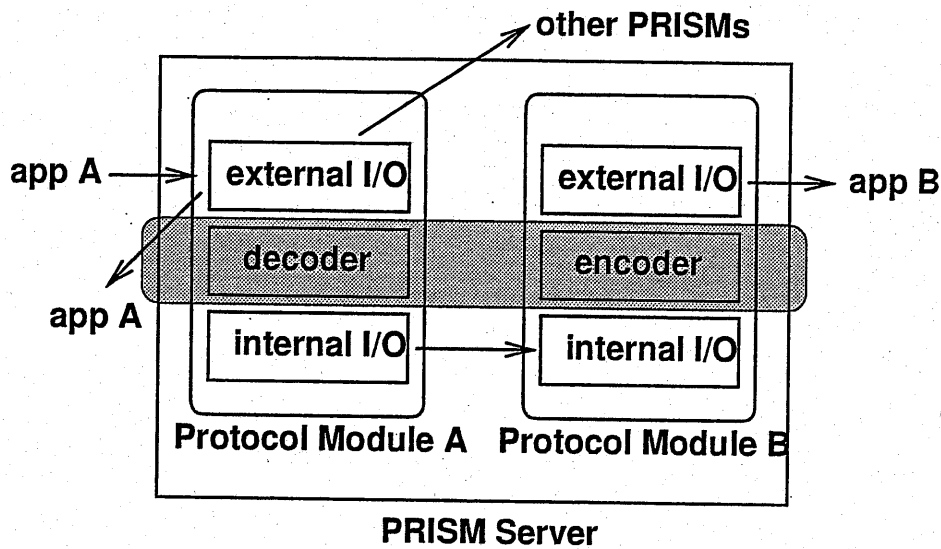 other PRISMs
app A
external I/O
external I/O
app B
decoder
encoder
app A
internal I/O
internal I/O
Protocol Module A
Protocol Module B
PRISM Server